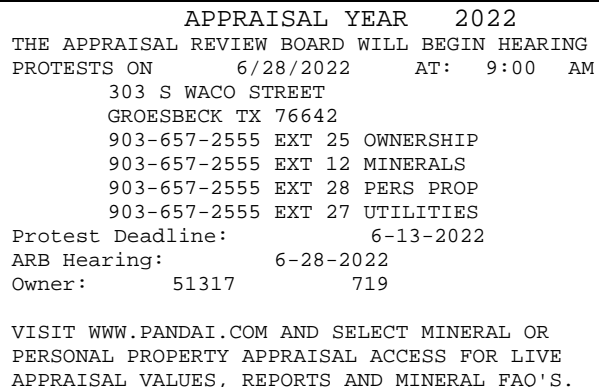 APPRAISAL YEAR 2022
THE APPRAISAL REVIEW BOARD WILL BEGIN HEARING
PROTESTS ON 6/28/2022 AT: 9:00 AM
303 S WACO STREET
GROESBECK TX 76642
903-657-2555 EXT 25 OWNERSHIP
903-657-2555 EXT 12 MINERALS
903-657-2555 EXT 28 PERS PROP
903-657-2555 EXT 27 UTILITIES
Protest Deadline: 6-13-2022
ARB Hearing: 6-28-2022
Owner: 51317 719
VISIT WWW.PANDAI.COM AND SELECT MINERAL OR
PERSONAL PROPERTY APPRAISAL ACCESS FOR LIVE
APPRAISAL VALUES, REPORTS AND MINERAL FAQ'S.